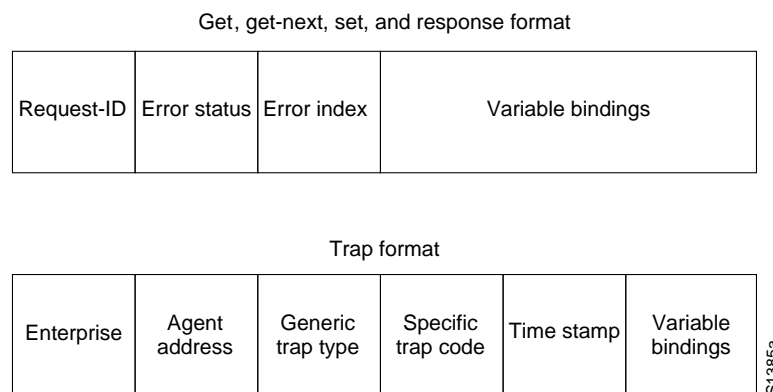 Get, get-next, set, and response format
Request-ID
Error status
Error index
Variable bindings
Trap format
Enterprise
Agent
address
Generic
trap type
Specific
trap code
Time stamp
Variable
bindings